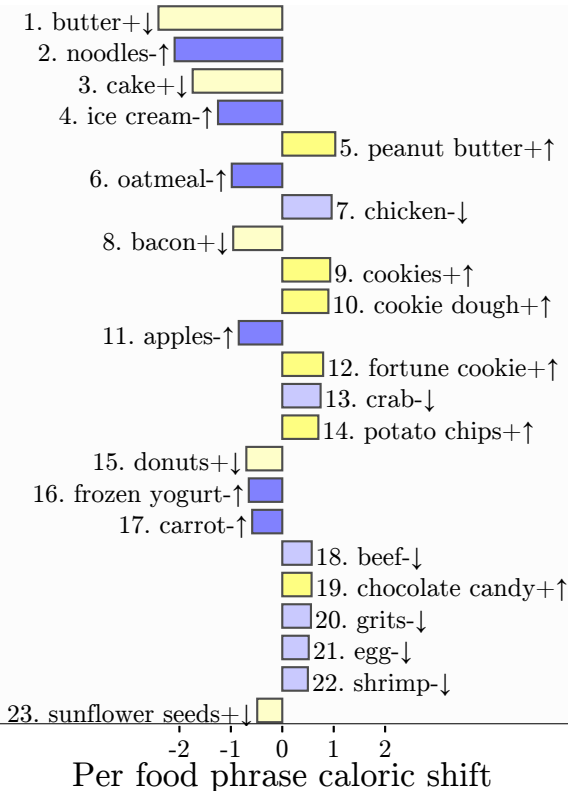 1. butter+↓
2. noodles-↑
3. cake+↓
4. ice cream-↑
5. peanut butter+↑
6. oatmeal-↑
7. chicken-↓
8. bacon+↓
9. cookies+↑
10. cookie dough+↑
11. apples-↑
12. fortune cookie+↑
13. crab-↓
14. potato chips+↑
15. donuts+↓
16. frozen yogurt-↑
17. carrot-↑
18. beef-↓
19. chocolate candy+↑
20. grits-↓
21. egg-↓
22. shrimp-↓
23. sunflower seeds+↓
-2 -1 0 1 2
Per food phrase caloric shift